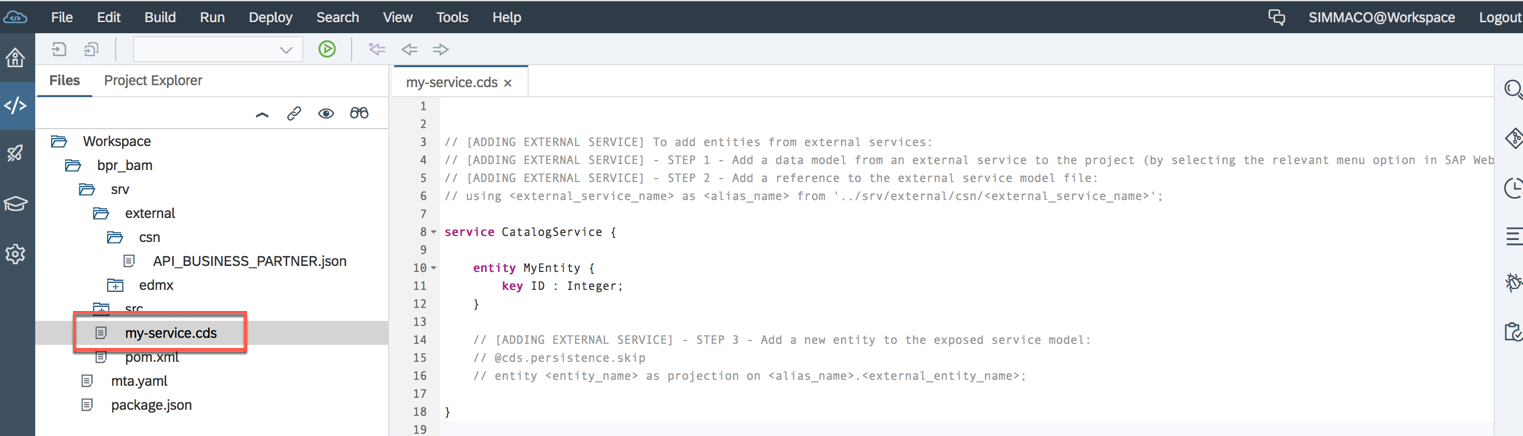 File Edit Build Run Deploy Search View Tools Help SIMMACO@Workspace Logout
Files Project Explorer
Workspace
bpr_bam
srv
external
csn
API_BUSINESS_PARTNER.json
edmx
src
my-service.cds
pom.xml
mta.yaml
package.json
my-service.cds ×
1
2
3 // [ADDING EXTERNAL SERVICE] To add entities from external services:
4 // [ADDING EXTERNAL SERVICE] - STEP 1 - Add a data model from an external service to the project (by selecting the relevant menu option in SAP Web
5 // [ADDING EXTERNAL SERVICE] - STEP 2 - Add a reference to the external service model file:
6 // using <external_service_name> as <alias_name> from '../srv/external/csn/<external_service_name>';
7
8 service CatalogService {
9
10 entity MyEntity {
11 key ID : Integer;
12 }
13
14 // [ADDING EXTERNAL SERVICE] - STEP 3 - Add a new entity to the exposed service model:
15 // @cds.persistence.skip
16 // entity <entity_name> as projection on <alias_name>.<external_entity_name>;
17
18 }
19